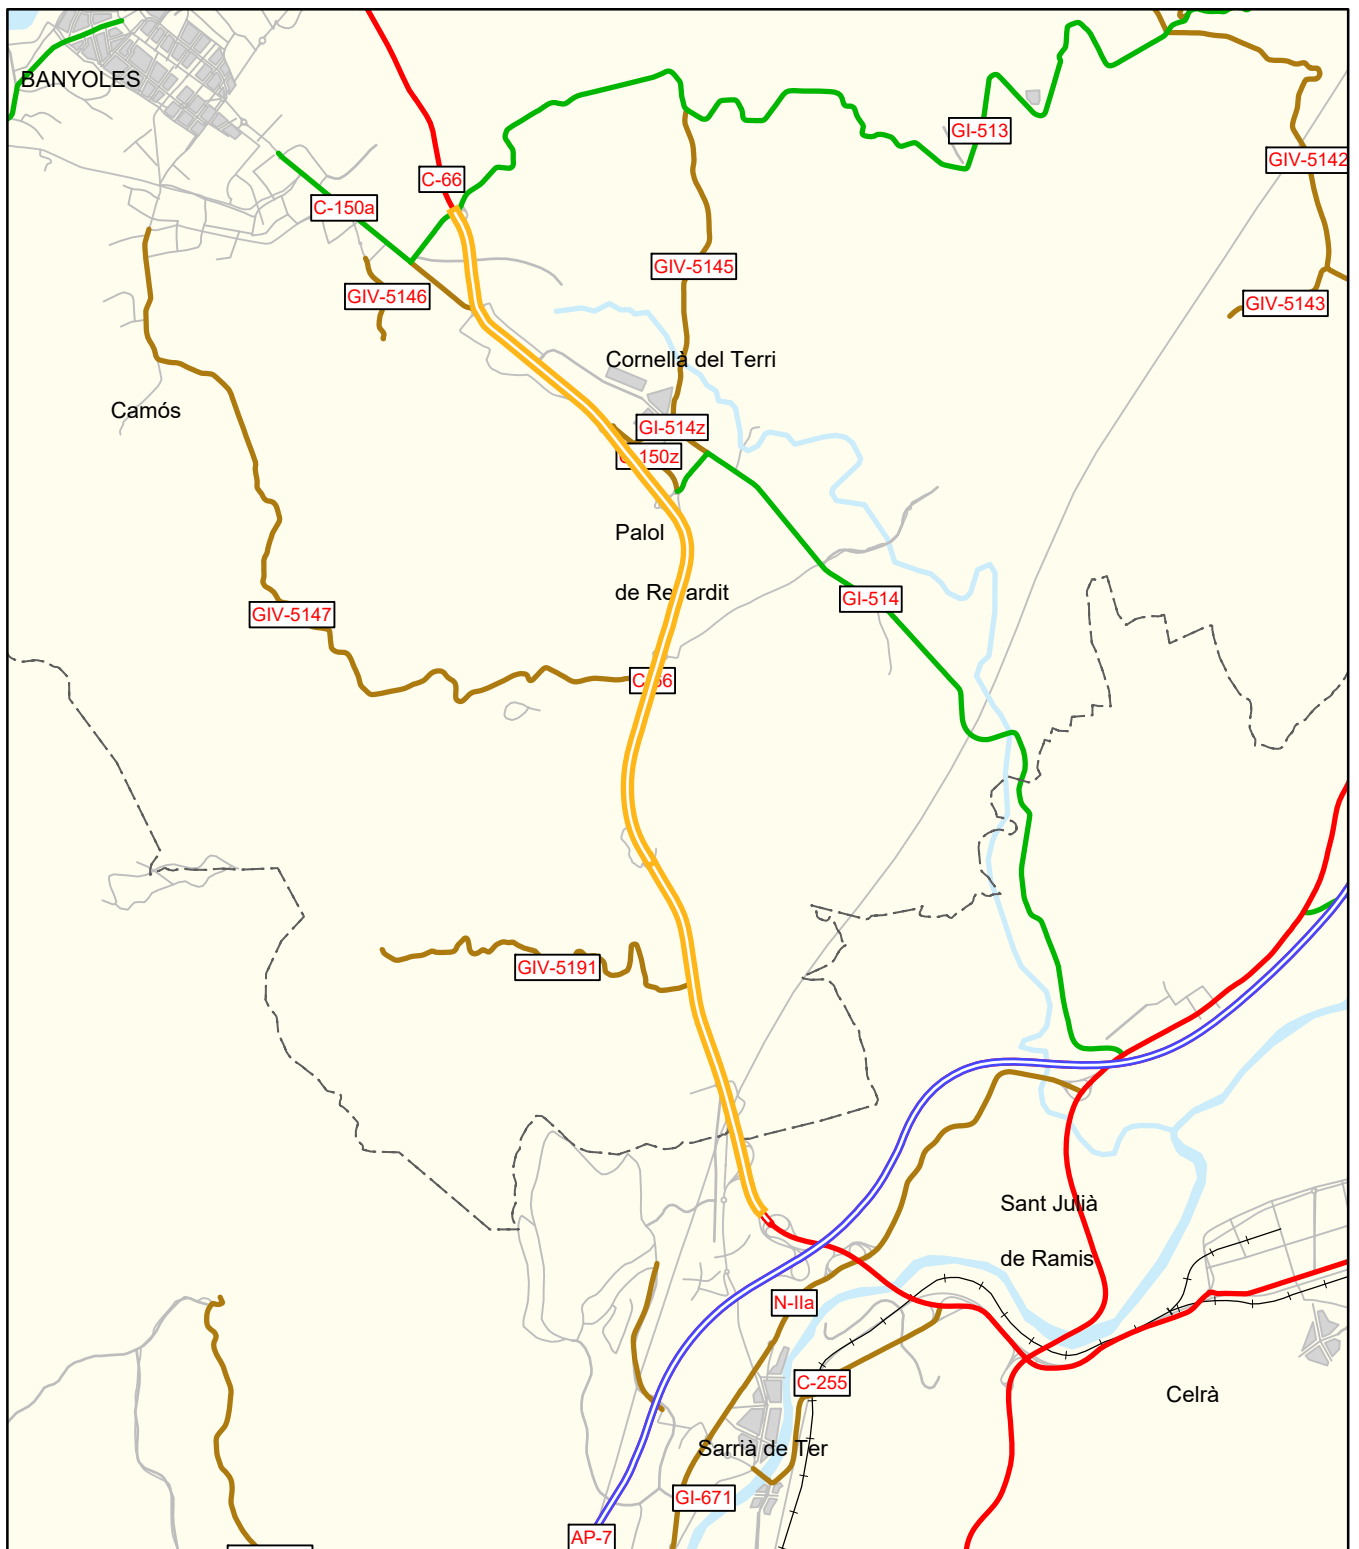 BANYOLES
GI-513
GIV-5142
C-66
C-150a
GIV-5145
GIV-5146
GIV-5143
Cornellà del Terri
Camós
GI-514z
C-150z
Palol
de Revardit
GI-514
GIV-5147
C-66
GIV-5191
Sant Julià
de Ramis
N-IIa
C-255
Celrà
Sarrià de Ter
GI-671
AP-7